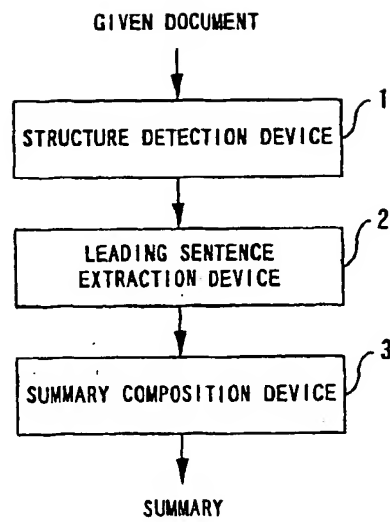 GIVEN DOCUMENT
1
STRUCTURE DETECTION DEVICE
2
LEADING SENTENCE
EXTRACTION DEVICE
3
SUMMARY COMPOSITION DEVICE
SUMMARY